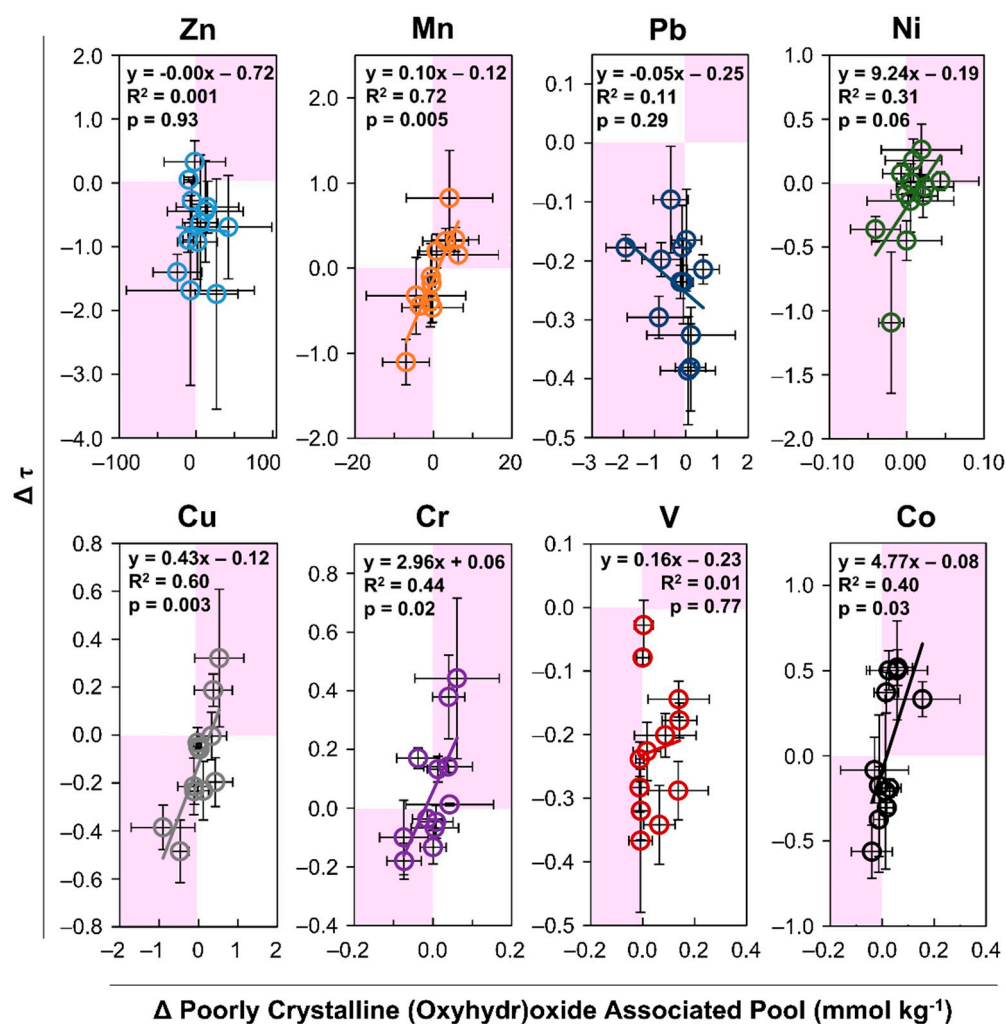 Zn
Mn
Pb
Ni
2.0
1.0
0.0
−1.0
−2.0
−3.0
−4.0
y = -0.00x − 0.72
R² = 0.001
p = 0.93
−100
0
100
2.0
1.0
0.0
−1.0
−2.0
y = 0.10x − 0.12
R² = 0.72
p = 0.005
−20
0
20
0.1
0.0
−0.1
−0.2
−0.3
−0.4
−0.5
y = -0.05x − 0.25
R² = 0.11
p = 0.29
−3
−2
−1
0
1
2
1.0
0.5
0.0
−0.5
−1.0
−1.5
−2.0
y = 9.24x − 0.19
R² = 0.31
p = 0.06
−0.10
0.00
0.10
Δ τ
Cu
Cr
V
Co
0.8
0.6
0.4
0.2
0.0
−0.2
−0.4
−0.6
−0.8
y = 0.43x − 0.12
R² = 0.60
p = 0.003
−2
−1
0
1
2
0.8
0.6
0.4
0.2
0.0
−0.2
−0.4
y = 2.96x + 0.06
R² = 0.44
p = 0.02
−0.2
0.0
0.2
0.1
0.0
−0.1
−0.2
−0.3
−0.4
−0.5
y = 0.16x − 0.23
R² = 0.01
p = 0.77
−0.2
0.0
0.2
0.4
1.0
0.5
0.0
−0.5
−1.0
y = 4.77x − 0.08
R² = 0.40
p = 0.03
−0.2
0.0
0.2
0.4
Δ Poorly Crystalline (Oxyhydr)oxide Associated Pool (mmol kg⁻¹)